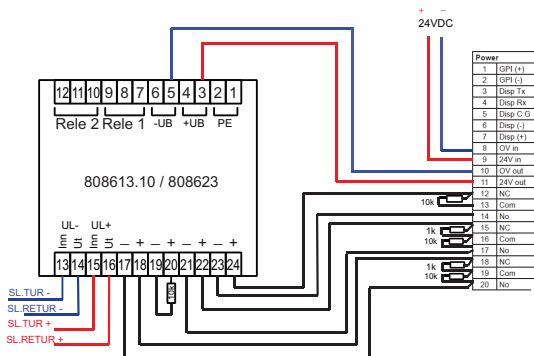 + −
24VDC
Power
1 GPI (+)
2 GPI (-)
3 Disp Tx
4 Disp Rx
5 Disp C G
6 Disp (-)
7 Disp (+)
8 OV in
9 24V in
10 OV out
11 24V out
12 NC
13 Com
14 No
15 NC
16 Com
17 No
18 NC
19 Com
20 No
10k
1k
10k
1k
10k
12 11 10 9 8 7 6 5 4 3 2 1
Rele 2 Rele 1 -UB +UB PE
808613.10 / 808623
UL- UL+
Inn Ut Inn Ut − + − + − + − +
13 14 15 16 17 18 19 20 21 22 23 24
10k
SL.TUR -
SL.RETUR -
SL.TUR +
SL.RETUR +